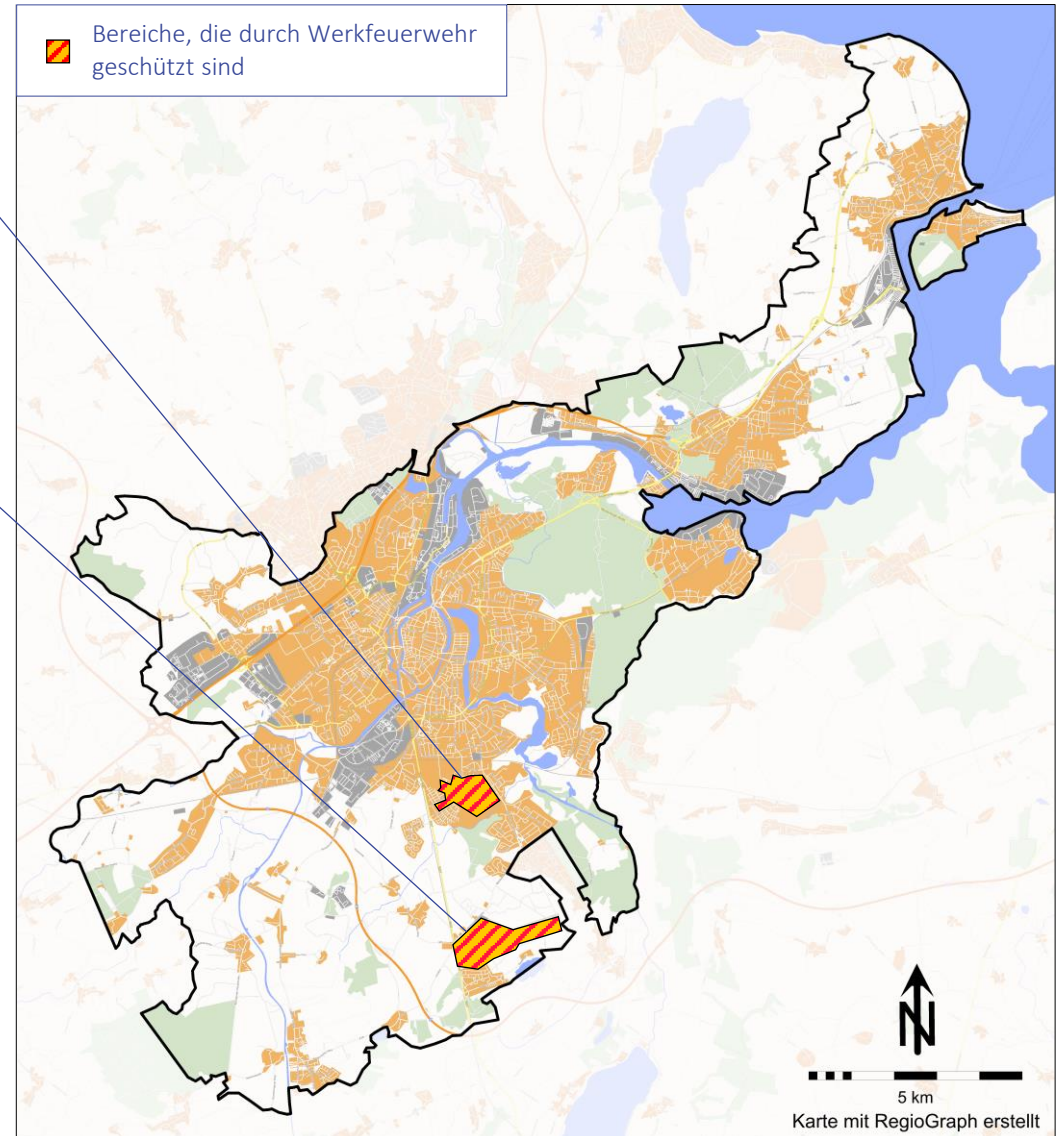 Bereiche, die durch Werkfeuerwehr
geschützt sind
N
5 km
Karte mit RegioGraph erstellt